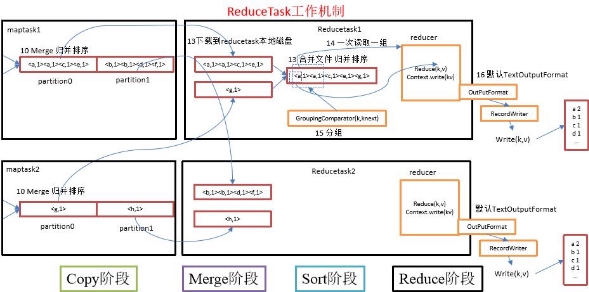 ReduceTask工作机制
maptask1
10 Merge 归并排序
<a,1><a,1><c,1><e,1>
<b,1><b,1><d,1><f,1>
partition0
partition1
Reducetask1
13下载到reducetask本地磁盘
<a,1><a,1><c,1><e,1>
<g,1>
13 合并文件 归并排序
<a,1><a,1><c,1><e,1><g,1>
GroupingComparator(k,knext)
15 分组
14 一次读取一组
reducer
Reduce(k,v)
Context.write(kv)
16 默认TextOutputFormat
OutPutFormat
RecordWriter
Write(k,v)
a 2
b 1
c 1
d 1
...
maptask2
10 Merge 归并排序
<g,1>
<h,1>
partition0
partition1
Reducetask2
<b,1><b,1><d,1><f,1>
<h,1>
reducer
Reduce(k,v)
Context.write(kv)
默认TextOutputFormat
OutPutFormat
RecordWriter
Write(k,v)
a 2
b 1
c 1
d 1
...
Copy阶段
Merge阶段
Sort阶段
Reduce阶段